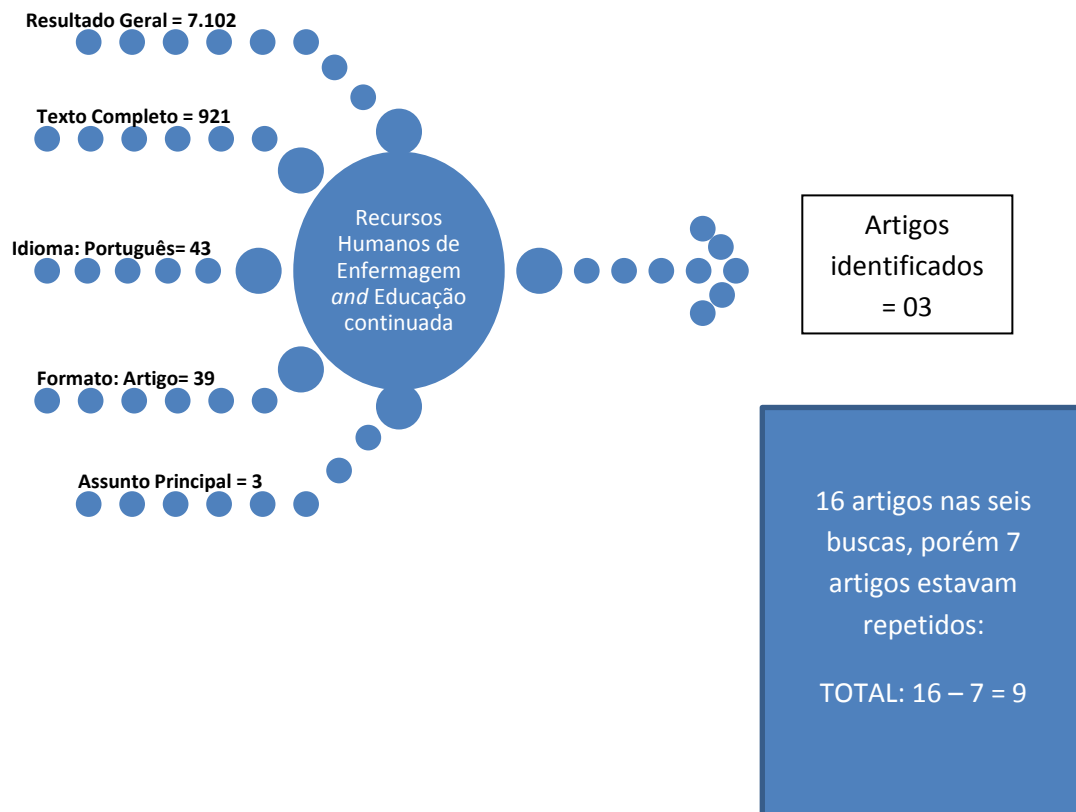 Resultado Geral = 7.102
Texto Completo = 921
Idioma: Português= 43
Formato: Artigo= 39
Assunto Principal = 3
Recursos
Humanos de
Enfermagem
and Educação
continuada
Artigos
identificados
= 03
16 artigos nas seis
buscas, porém 7
artigos estavam
repetidos:
TOTAL: 16 – 7 = 9